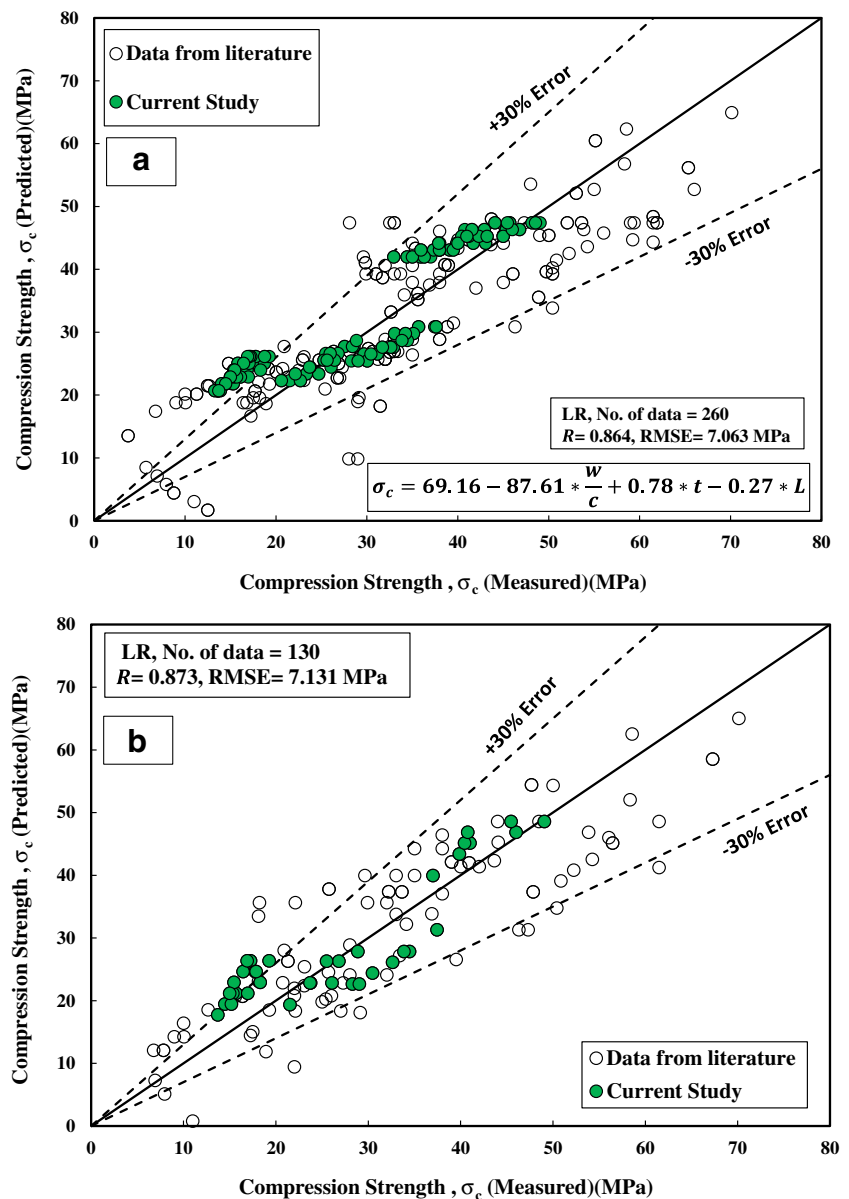 80
70
60
50
40
30
20
10
0
Compression Strength , σc (Predicted)(MPa)
Data from literature
Current Study
a
+30% Error
-30% Error
LR, No. of data = 260
R= 0.864, RMSE= 7.063 MPa
σc = 69.16 − 87.61 * w/c + 0.78 * t − 0.27 * L
0 10 20 30 40 50 60 70 80
Compression Strength , σc (Measured)(MPa)
80
70
60
50
40
30
20
10
0
Compression Strength , σc (Predicted)(MPa)
LR, No. of data = 130
R= 0.873, RMSE= 7.131 MPa
b
+30% Error
-30% Error
Data from literature
Current Study
0 10 20 30 40 50 60 70 80
Compression Strength , σc (Measured)(MPa)